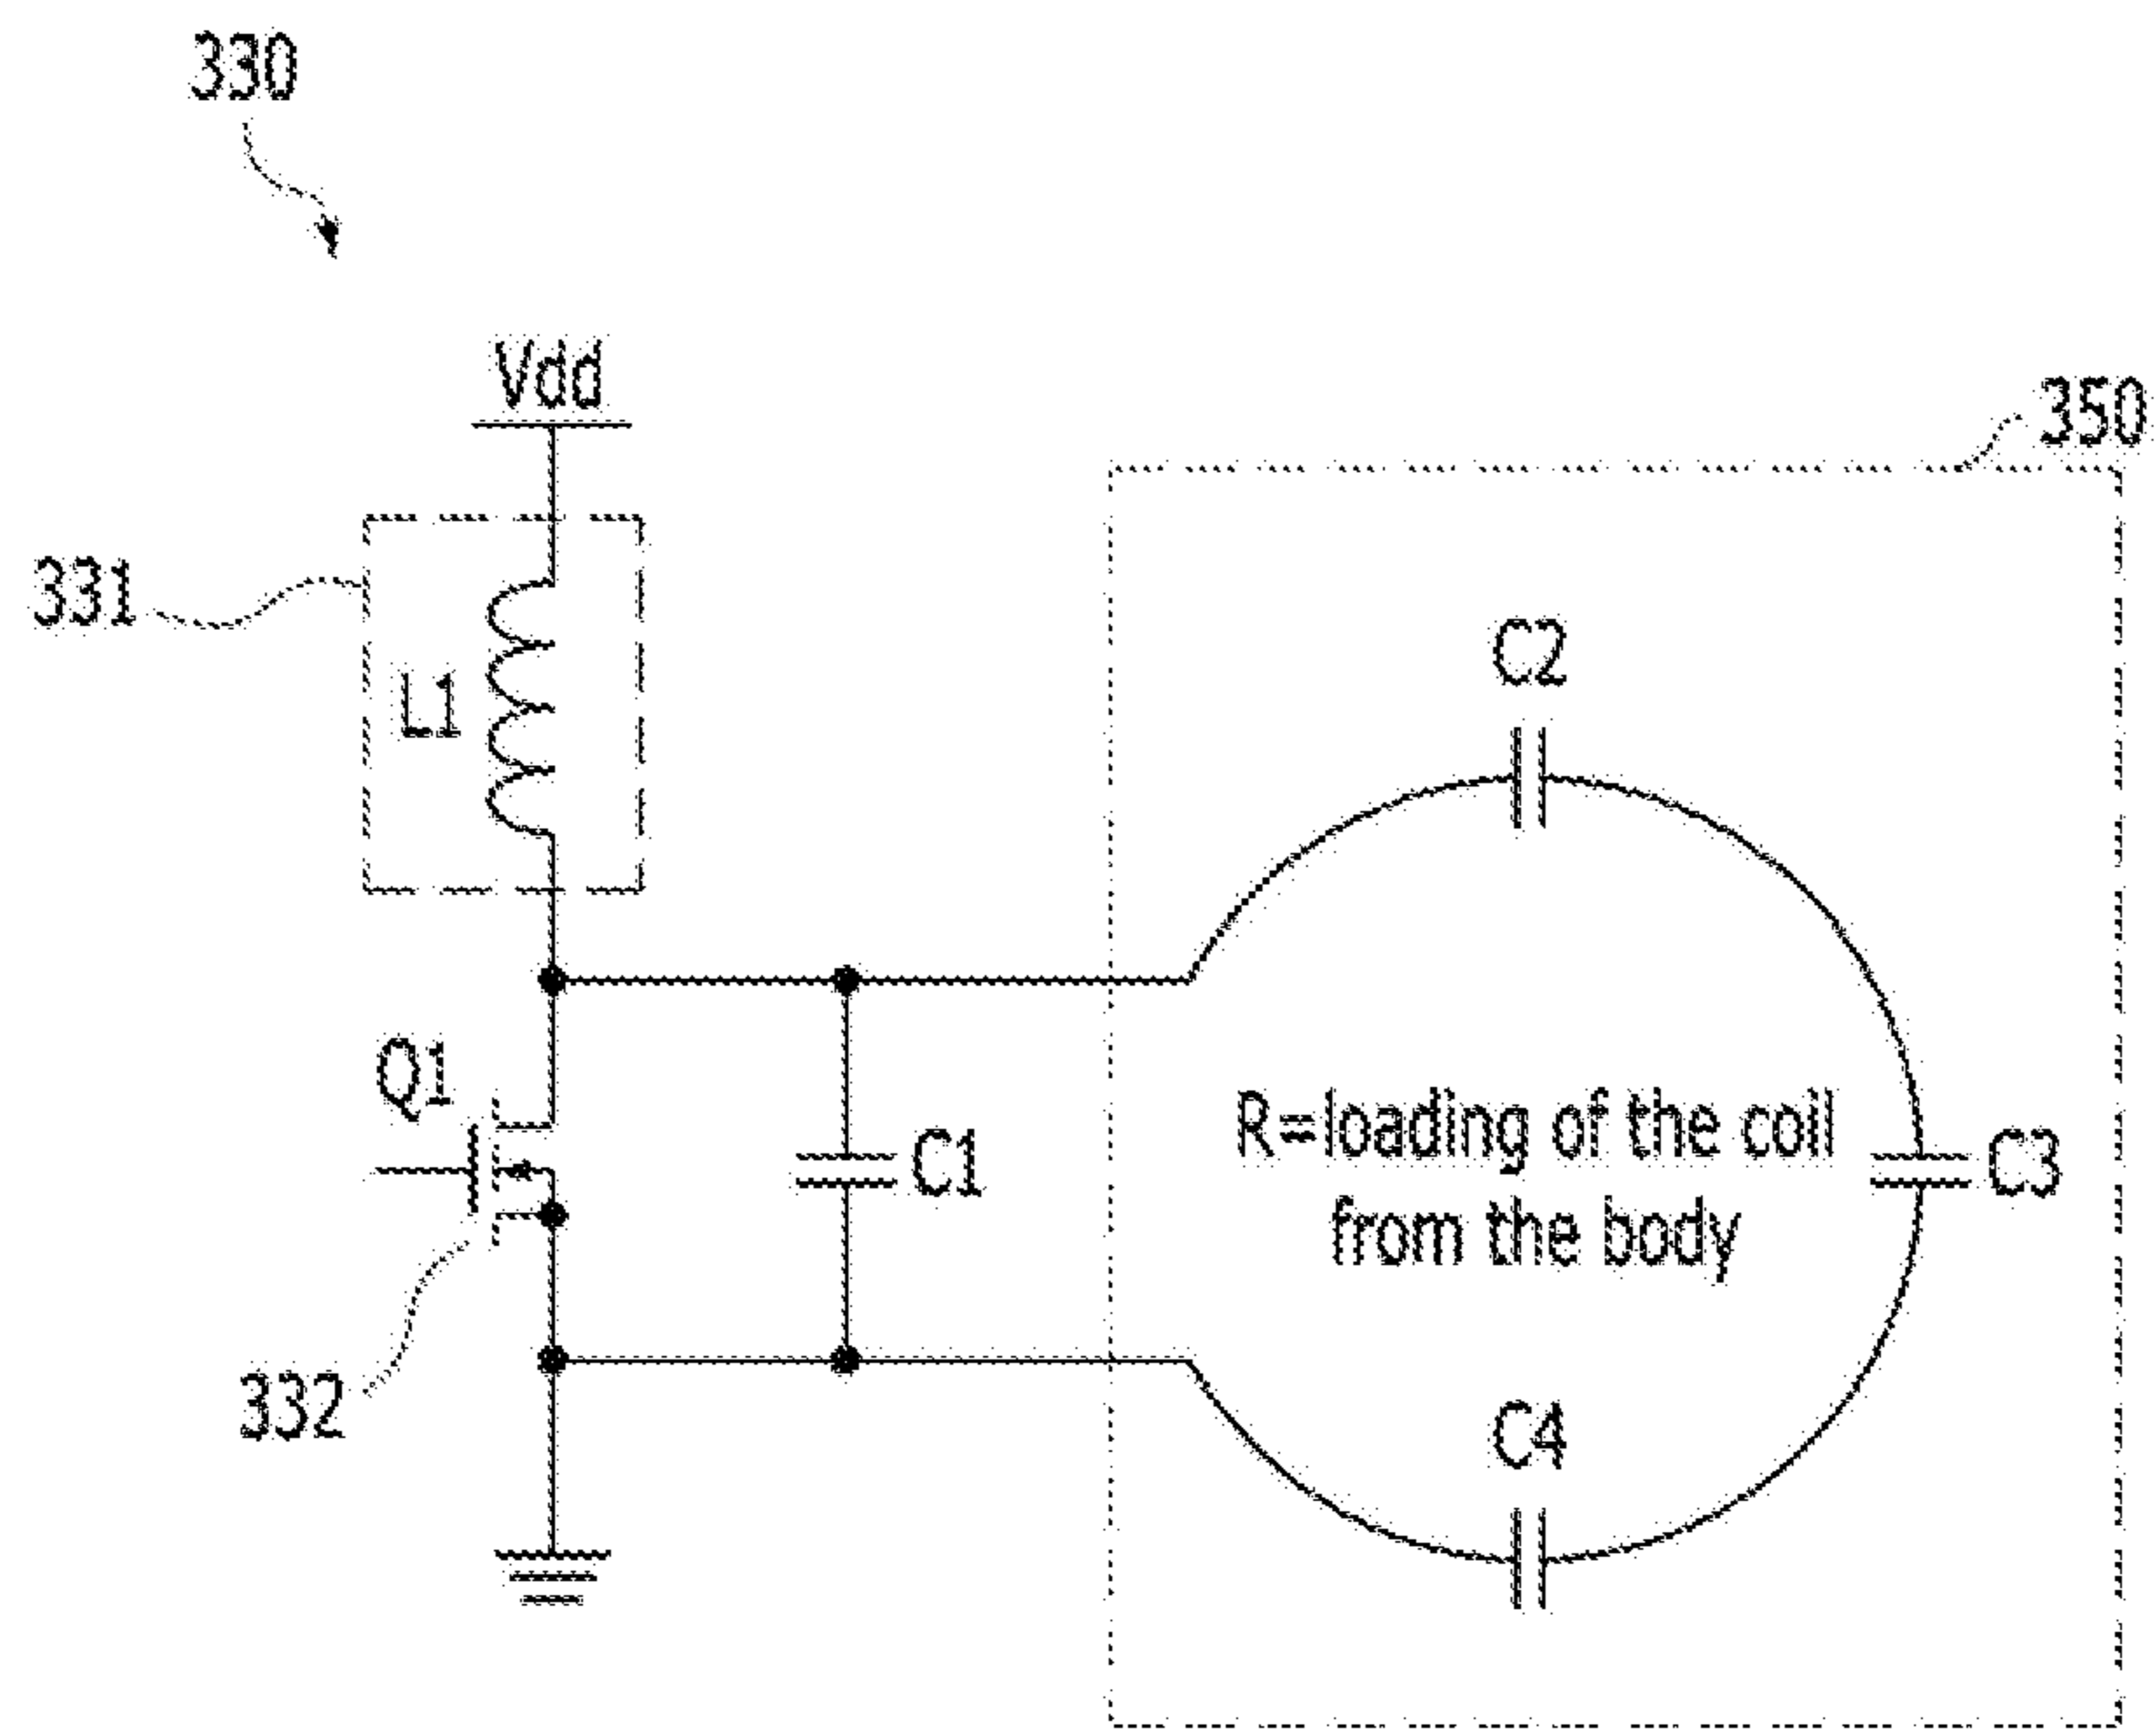 330
Vdd
350
331
L1
C2
Q1
C1
R=loading of the coil
from the body
C3
332
C4